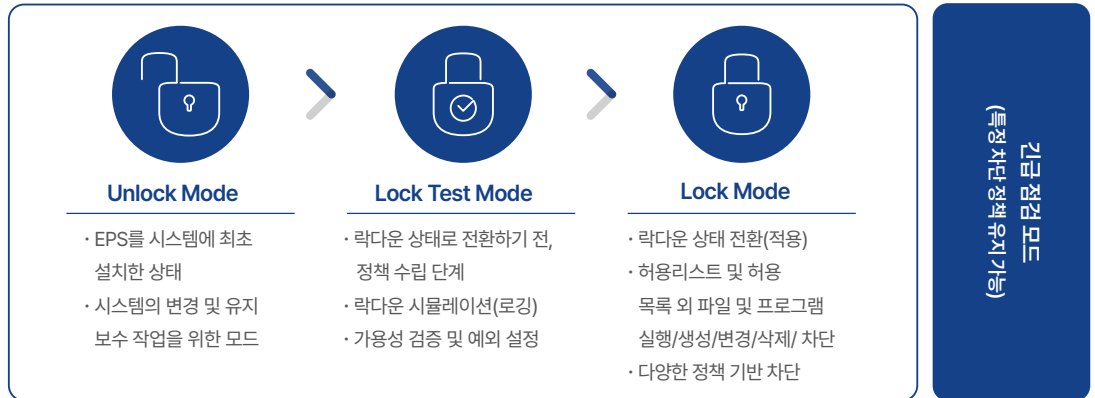 Unlock Mode
· EPS를 시스템에 최초
설치한 상태
· 시스템의 변경 및 유지
보수 작업을 위한 모드
Lock Test Mode
· 락다운 상태로 전환하기 전,
정책 수립 단계
· 락다운 시뮬레이션(로깅)
· 가용성 검증 및 예외 설정
Lock Mode
· 락다운 상태 전환(적용)
· 허용리스트 및 허용
목록 외 파일 및 프로그램
실행/생성/변경/삭제/ 차단
· 다양한 정책 기반 차단
긴급 점검 모드
(특정 차단 정책 유지 가능)